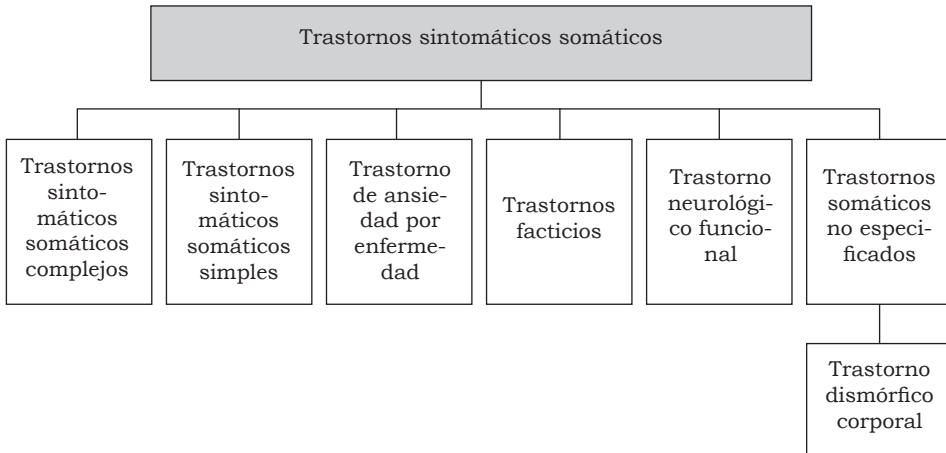 Trastornos sintomáticos somáticos
Trastornos
sinto-
máticos
somáticos
complejos
Trastornos
sinto-
máticos
somáticos
simples
Trastorno
de ansie-
dad por
enferme-
dad
Trastornos
facticios
Trastorno
neurológi-
co funcio-
nal
Trastornos
somáticos
no especi-
ficados
Trastorno
dismórfico
corporal